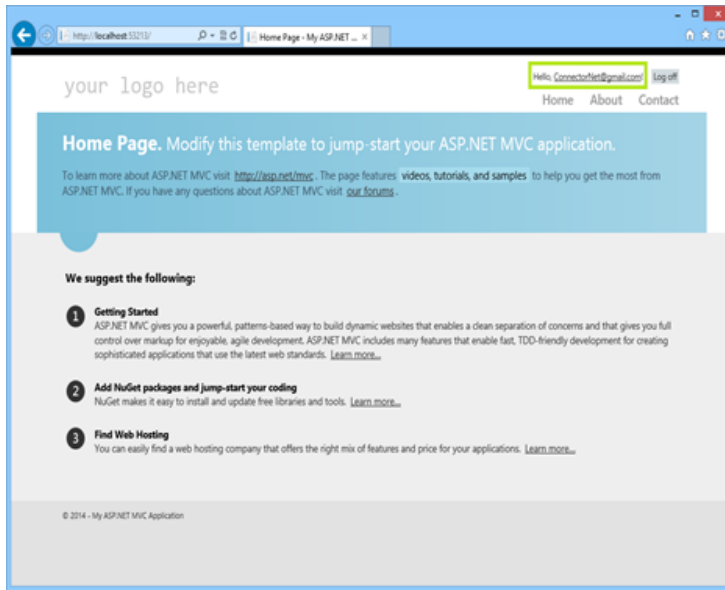 http://localhost:53213/
Home Page - My ASP.NET ...
your logo here
Hello, ConnectorNet@gmail.com! Log off
Home About Contact
Home Page. Modify this template to jump-start your ASP.NET MVC application.
To learn more about ASP.NET MVC visit http://asp.net/mvc. The page features videos, tutorials, and samples to help you get the most from
ASP.NET MVC. If you have any questions about ASP.NET MVC visit our forums.
We suggest the following:
1 Getting Started
ASP.NET MVC gives you a powerful, patterns-based way to build dynamic websites that enables a clean separation of concerns and that gives you full
control over markup for enjoyable, agile development. ASP.NET MVC includes many features that enable fast, TDD-friendly development for creating
sophisticated applications that use the latest web standards. Learn more...
2 Add NuGet packages and jump-start your coding
NuGet makes it easy to install and update free libraries and tools. Learn more...
3 Find Web Hosting
You can easily find a web hosting company that offers the right mix of features and price for your applications. Learn more...
© 2014 - My ASP.NET MVC Application